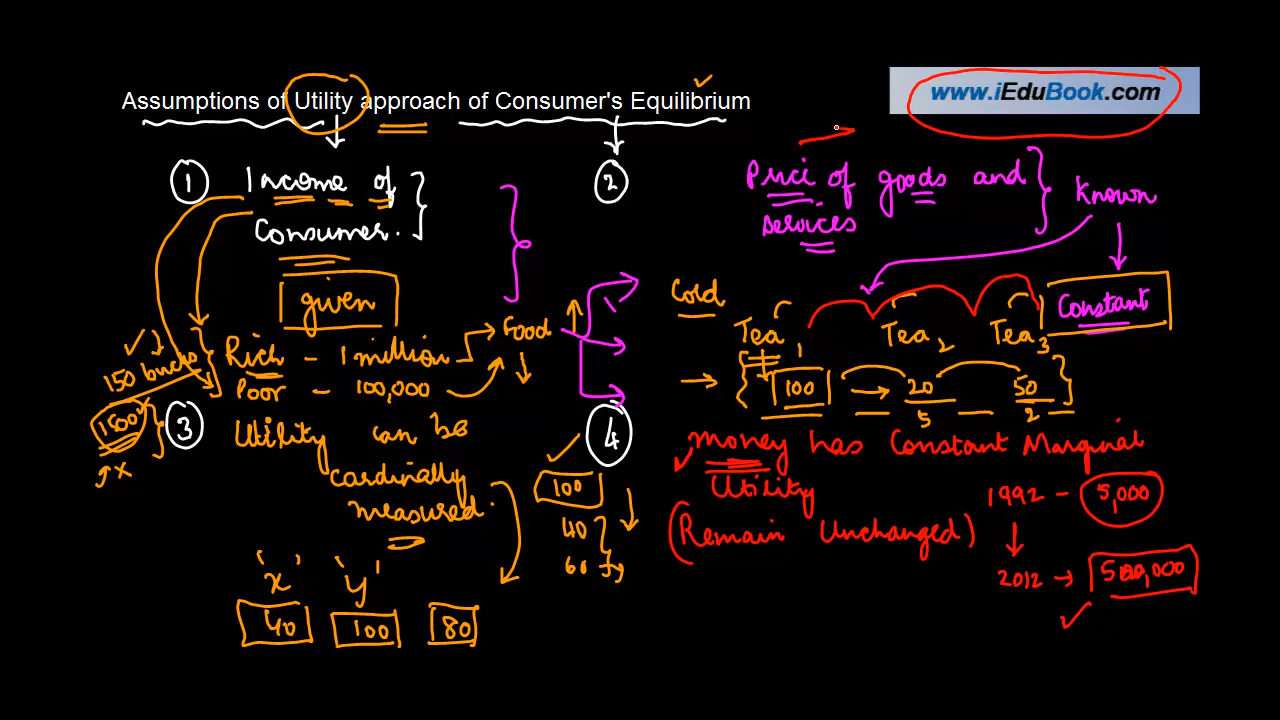 Assumptions of Utility approach of Consumer's Equilibrium
www.iEduBook.com
1 Income of
Consumer.
given
Rich - 1 million
Poor - 100,000
Food
150 bucks
1500
x
2
Price of goods and
services
Known
Constant
Cold
Tea 1 Tea 2 Tea 3
100 20 50
5 2
3 Utility can be
cardinally
measured.
'x' 'y'
40 100 80
4
100
40
60
money has Constant Marginal
Utility
(Remain Unchanged)
1992 - 5,000
2012